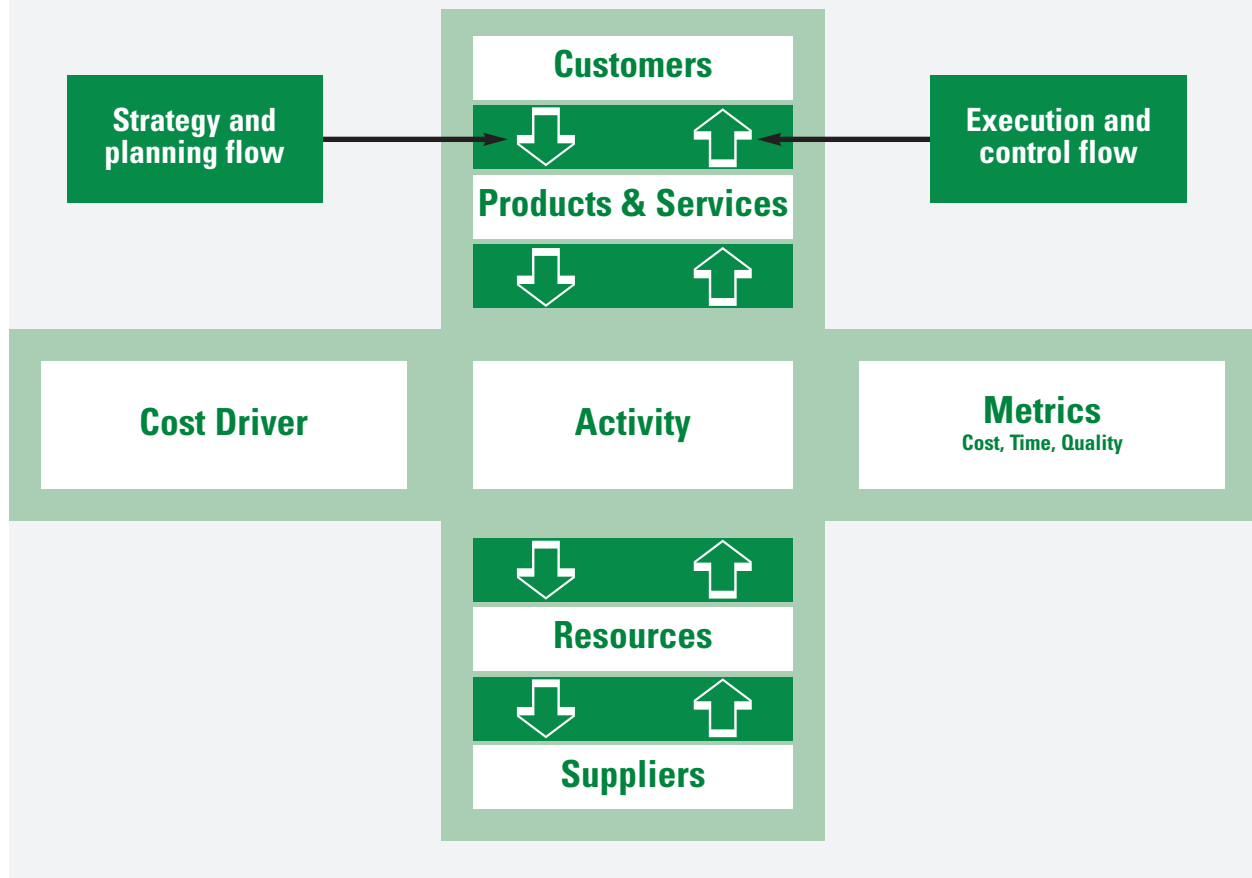 Customers
Strategy and
planning flow
Execution and
control flow
Products & Services
Cost Driver
Activity
Metrics
Cost, Time, Quality
Resources
Suppliers